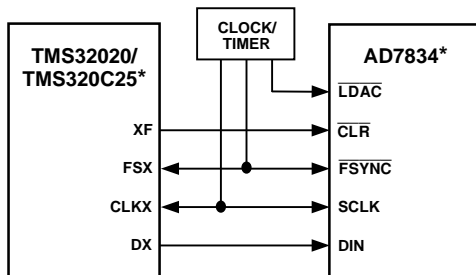 CLOCK/
TIMER
TMS32020/
TMS320C25*
AD7834*
LDAC
XF
CLR
FSX
FSYNC
CLKX
SCLK
DX
DIN